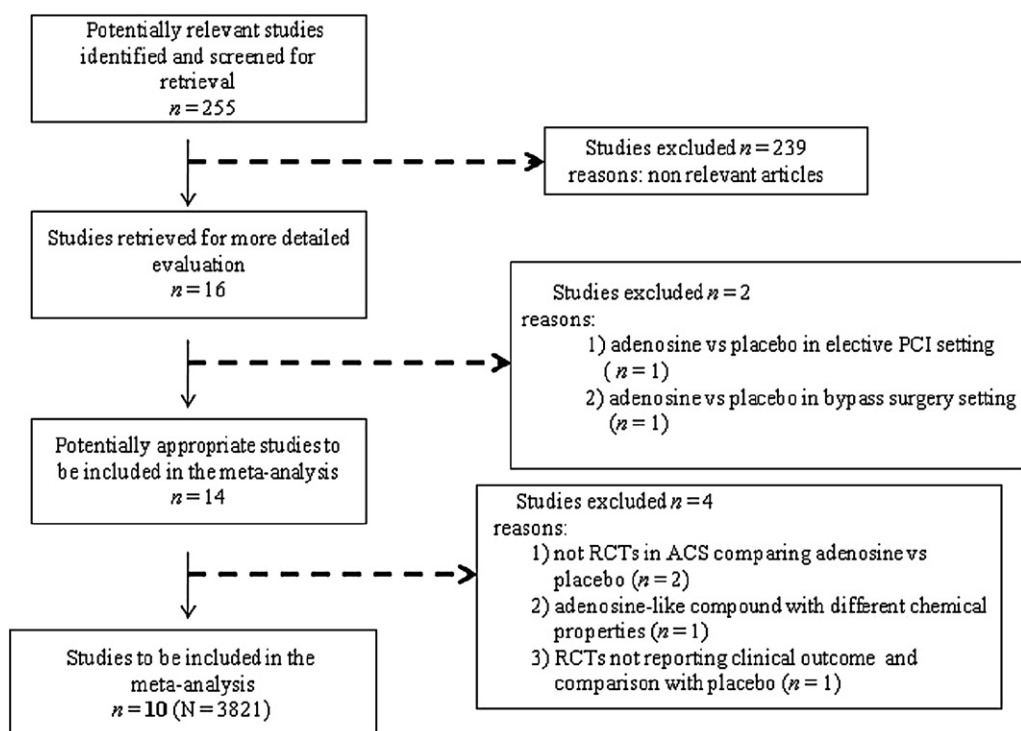 Potentially relevant studies
identified and screened for
retrieval
n = 255
Studies excluded n = 239
reasons: non relevant articles
Studies retrieved for more detailed
evaluation
n = 16
Studies excluded n = 2
reasons:
1) adenosine vs placebo in elective PCI setting
( n = 1)
2) adenosine vs placebo in bypass surgery setting
(n = 1)
Potentially appropriate studies to
be included in the meta-analysis
n = 14
Studies excluded n = 4
reasons:
1) not RCTs in ACS comparing adenosine vs
placebo (n = 2)
2) adenosine-like compound with different chemical
properties (n = 1)
3) RCTs not reporting clinical outcome and
comparison with placebo (n = 1)
Studies to be included in the
meta-analysis
n = 10 (N = 3821)